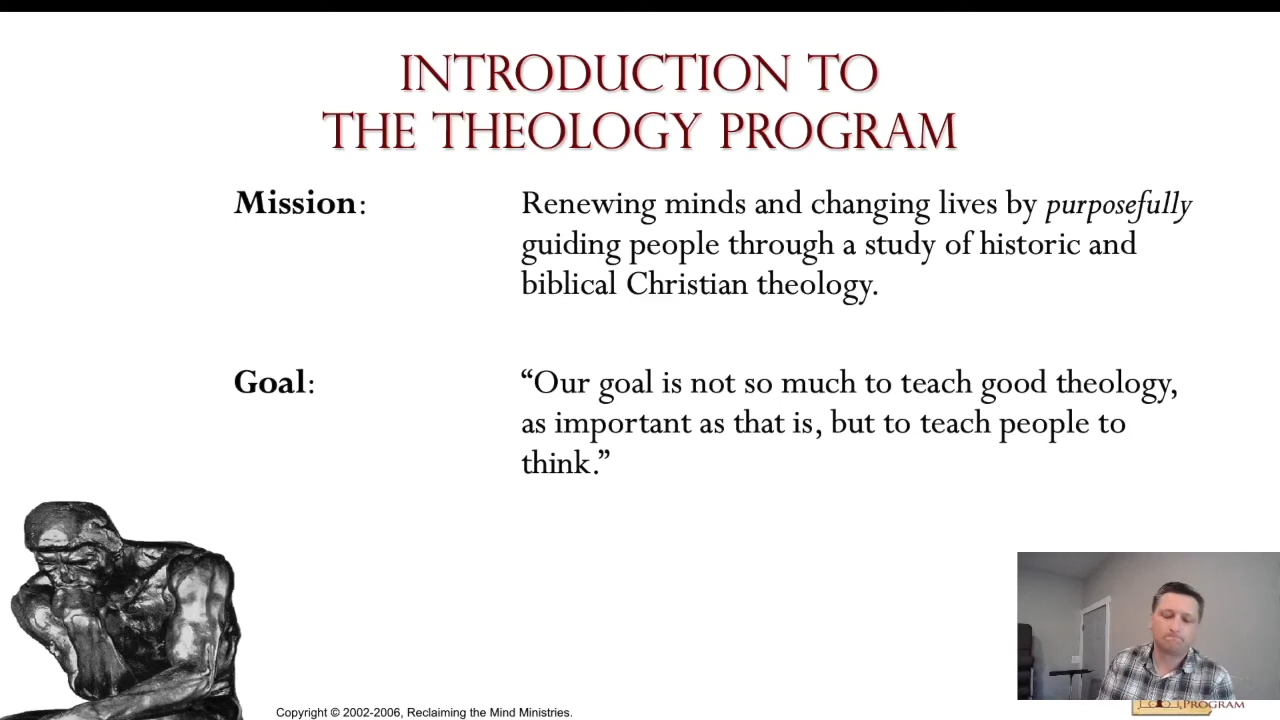 INTRODUCTION TO
THE THEOLOGY PROGRAM
Mission:
Renewing minds and changing lives by purposefully
guiding people through a study of historic and
biblical Christian theology.
Goal:
“Our goal is not so much to teach good theology,
as important as that is, but to teach people to
think.”
Copyright © 2002-2006, Reclaiming the Mind Ministries.
PROGRAM